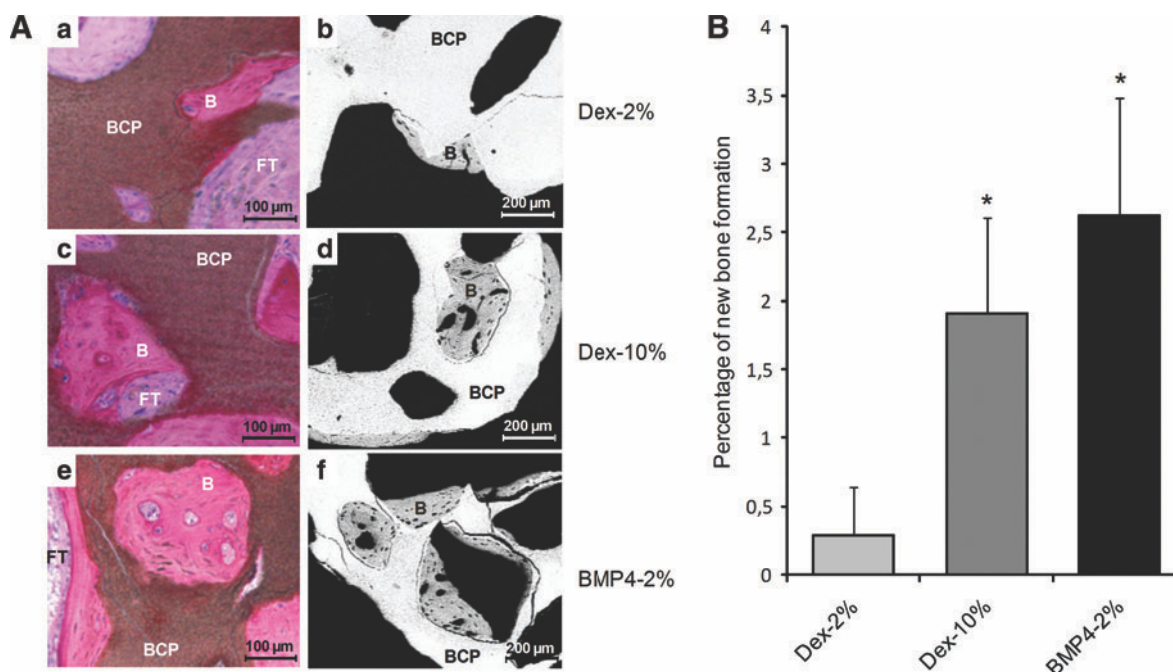 A
a
BCP
B
FT
100 µm
b
BCP
B
200 µm
Dex-2%
c
BCP
B
FT
100 µm
d
B
BCP
200 µm
Dex-10%
e
B
FT
BCP
100 µm
f
B
BCP
200 µm
BMP4-2%
B
Percentage of new bone formation
4
3,5
3
2,5
2
1,5
1
0,5
0
*
*
Dex-2%
Dex-10%
BMP4-2%